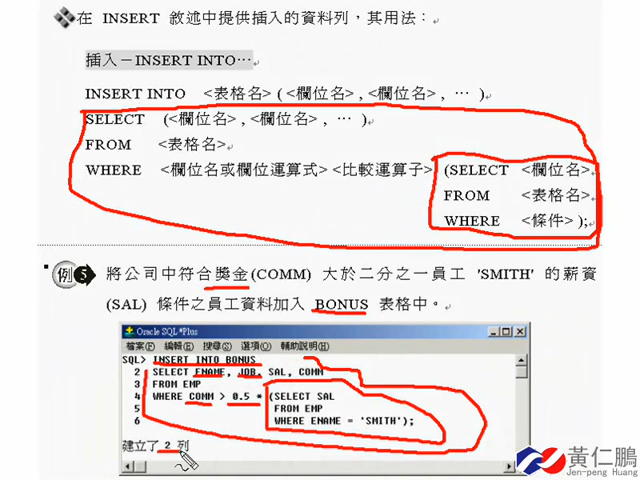 在 INSERT 敘述中提供插入的資料列，其用法：
插入－INSERT INTO…
INSERT INTO <表格名> ( <欄位名> , <欄位名> , … )
SELECT (<欄位名> , <欄位名> , … )
FROM <表格名>
WHERE <欄位名或欄位運算式> <比較運算子> (SELECT <欄位名>
FROM <表格名>
WHERE <條件> );
例 5 將公司中符合獎金(COMM) 大於二分之一員工 'SMITH' 的薪資
(SAL) 條件之員工資料加入 BONUS 表格中。
Oracle SQL*Plus
檔案(F) 編輯(E) 搜尋(S) 選項(O) 輔助說明(H)
SQL> INSERT INTO BONUS
2 SELECT ENAME, JOB, SAL, COMM
3 FROM EMP
4 WHERE COMM > 0.5 * (SELECT SAL
5 FROM EMP
6 WHERE ENAME = 'SMITH');
建立了 2 列
黃仁鵬
Jen-peng Huang